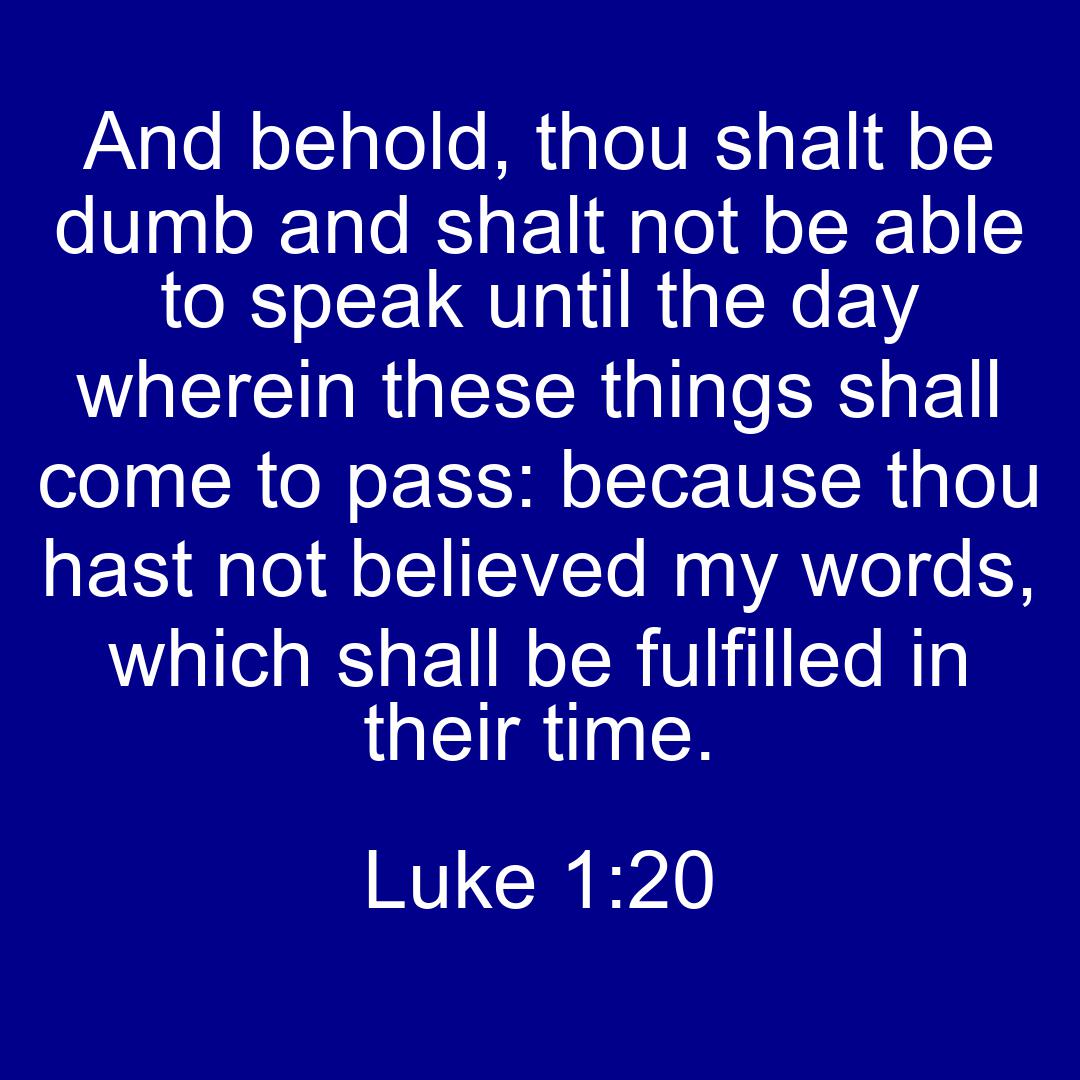 And behold, thou shalt be
dumb and shalt not be able
to speak until the day
wherein these things shall
come to pass: because thou
hast not believed my words,
which shall be fulfilled in
their time.
Luke 1:20